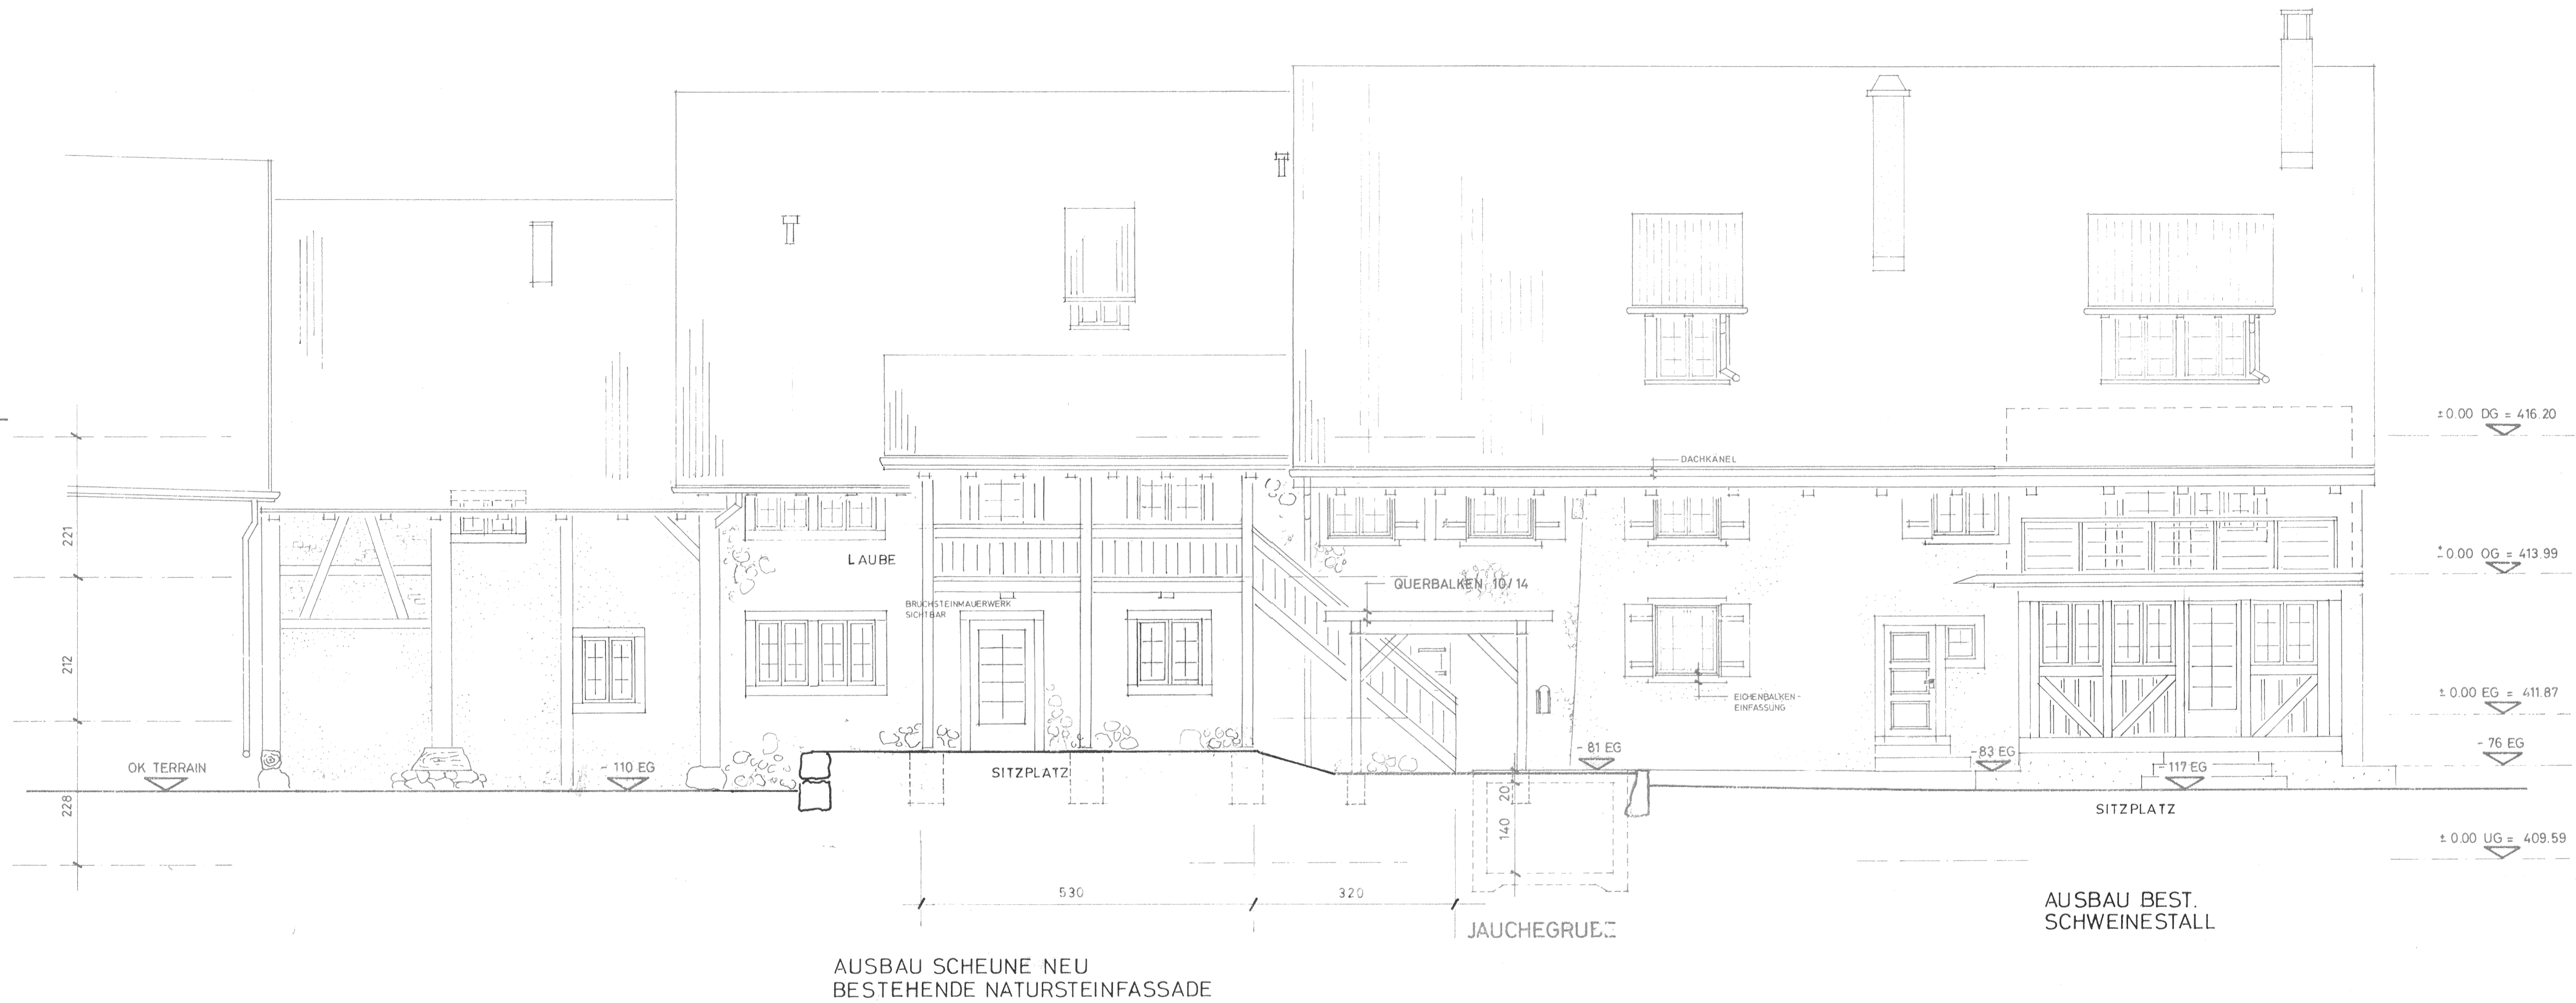 ± 0.00 DG = 416.20
DACHKANEL
221
± 0.00 OG = 413.99
LAUBE
QUERBALKEN 10/14
BRUCHSTEINMAUERWERK
SICHTBAR
212
± 0.00 EG = 411.87
EICHENBALKEN-
EINFASSUNG
- 81 EG
- 83 EG
- 76 EG
OK TERRAIN
- 110 EG
SITZPLATZ
- 117 EG
228
20
140
SITZPLATZ
± 0.00 UG = 409.59
530
320
JAUCHEGRUBE
AUSBAU BEST.
SCHWEINESTALL
AUSBAU SCHEUNE NEU
BESTEHENDE NATURSTEINFASSADE